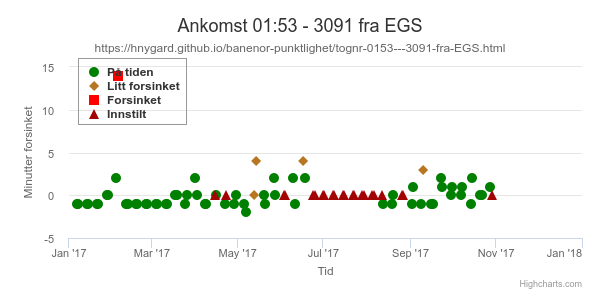 Ankomst 01:53 - 3091 fra EGS
https://hnygard.github.io/banenor-punktlighet/tognr-0153---3091-fra-EGS.html
Minutter forsinket
15
10
5
0
-5
På tiden
Litt forsinket
Forsinket
Innstilt
Jan '17
Mar '17
May '17
Jul '17
Sep '17
Nov '17
Jan '18
Tid
Highcharts.com